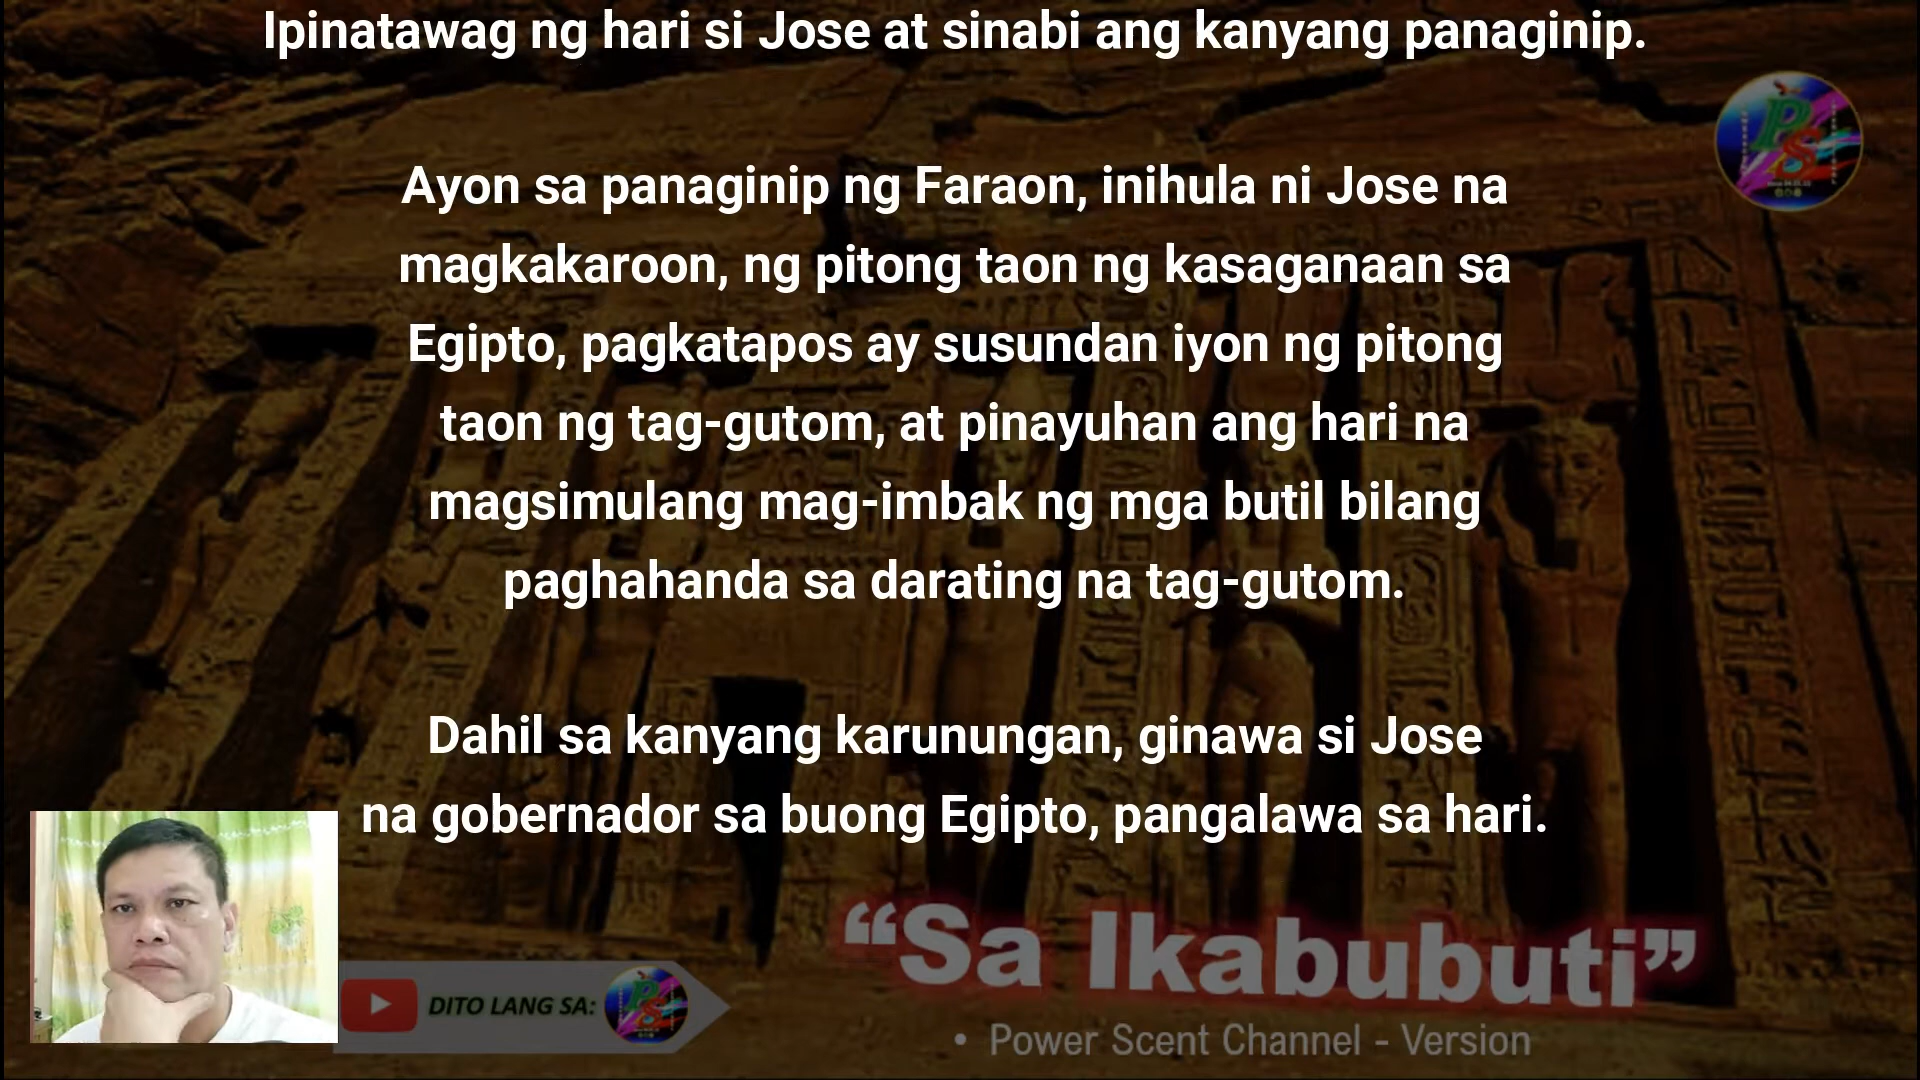 Ipinatawag ng hari si Jose at sinabi ang kanyang panaginip.
Ayon sa panaginip ng Faraon, inihula ni Jose na
magkakaroon, ng pitong taon ng kasaganaan sa
Egipto, pagkatapos ay susundan iyon ng pitong
taon ng tag-gutom, at pinayuhan ang hari na
magsimulang mag-imbak ng mga butil bilang
paghahanda sa darating na tag-gutom.
Dahil sa kanyang karunungan, ginawa si Jose
na gobernador sa buong Egipto, pangalawa sa hari.
“Sa Ikabubuti”
DITO LANG SA:
• Power Scent Channel - Version
PS